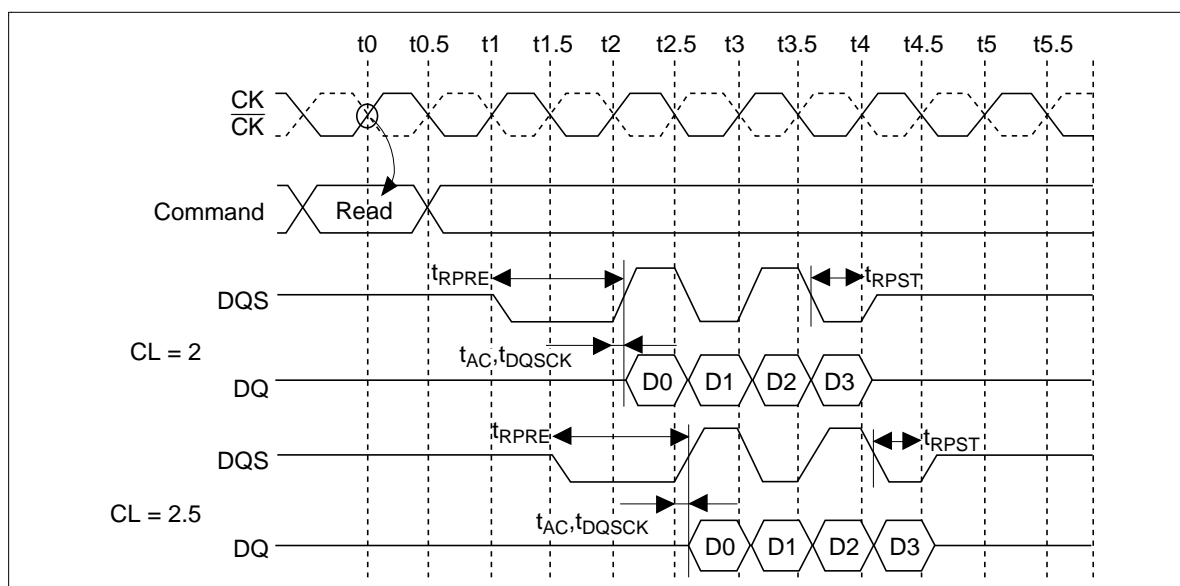 t0 t0.5 t1 t1.5 t2 t2.5 t3 t3.5 t4 t4.5 t5 t5.5
CK
CK
Command Read
tRPRE tRPST
DQS
CL = 2
tAC,tDQSCK
DQ D0 D1 D2 D3
tRPRE tRPST
DQS
CL = 2.5
tAC,tDQSCK
DQ D0 D1 D2 D3